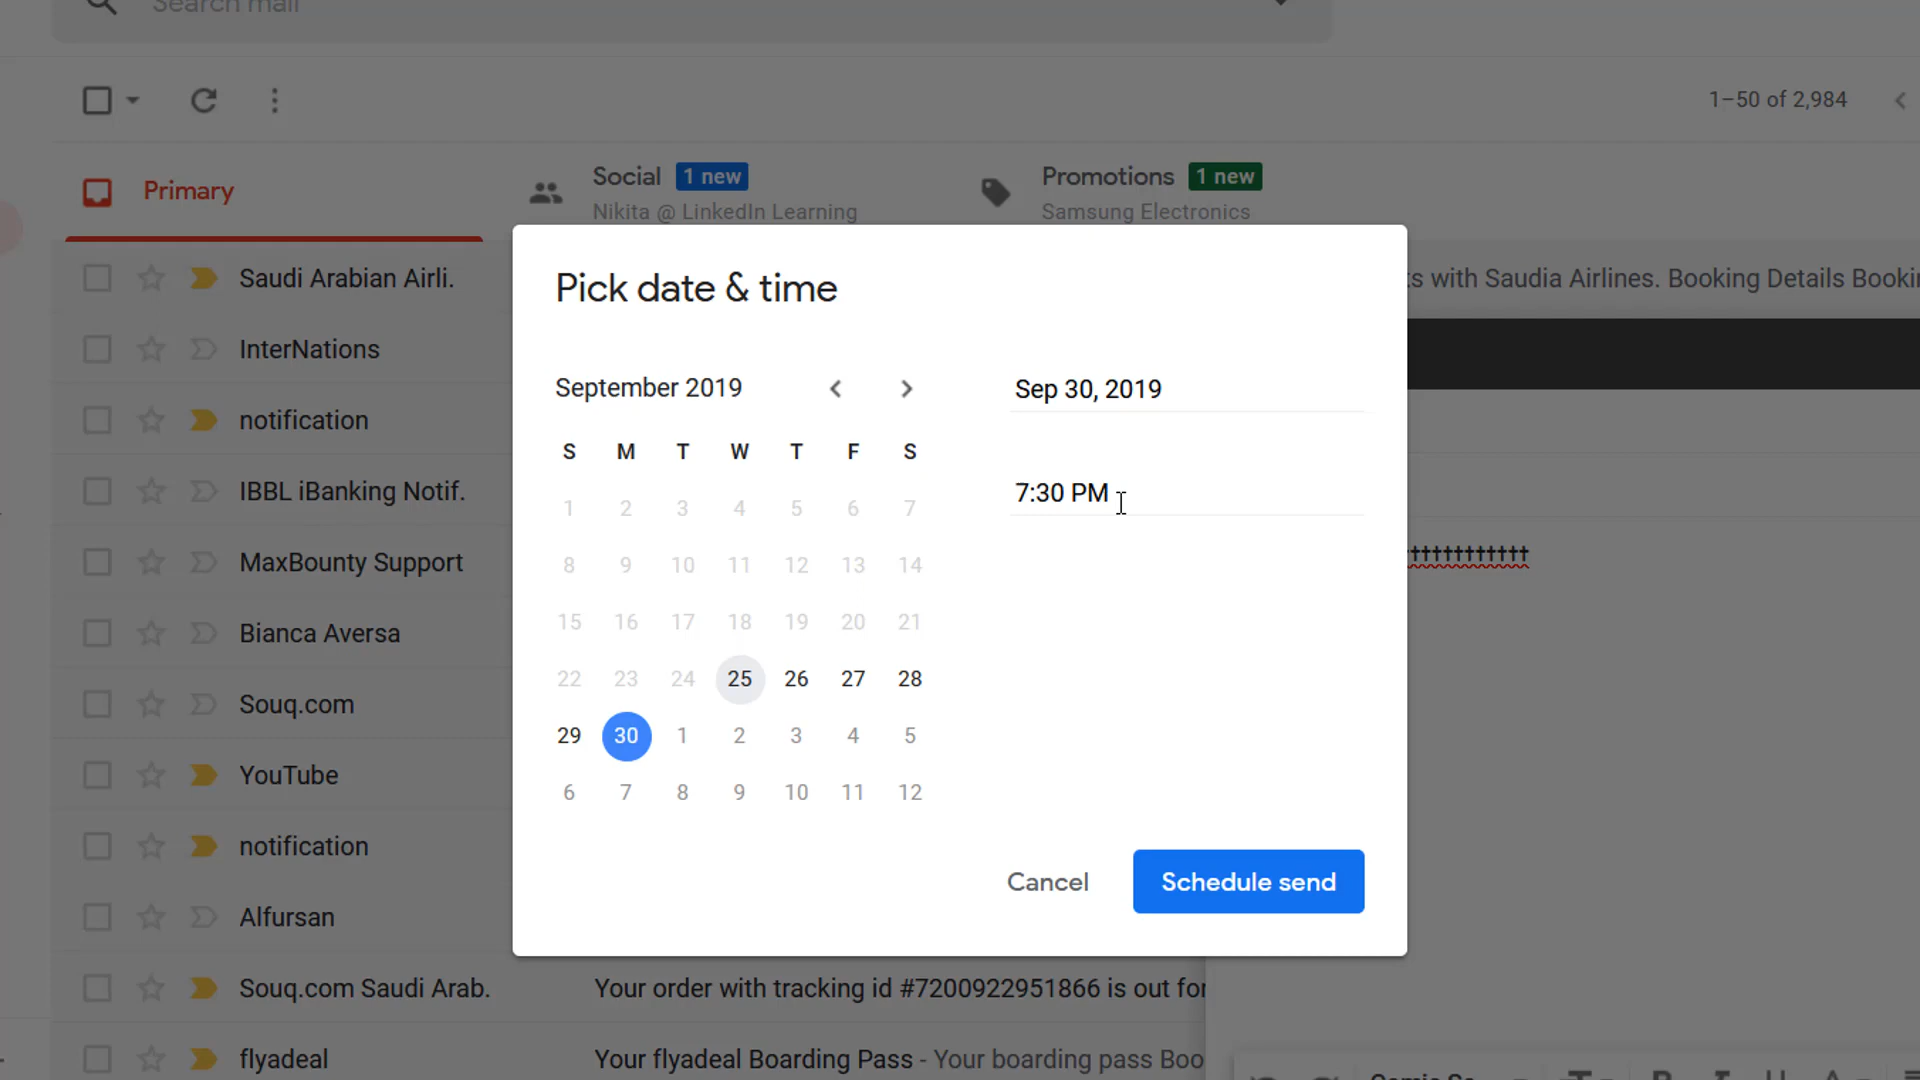 Search mail
1–50 of 2,984
Primary
Social 1 new
Nikita @ LinkedIn Learning
Promotions 1 new
Samsung Electronics
Saudi Arabian Airli.
s with Saudia Airlines. Booking Details Booki
InterNations
notification
IBBL iBanking Notif.
MaxBounty Support
Bianca Aversa
Souq.com
YouTube
notification
Alfursan
Souq.com Saudi Arab.
Your order with tracking id #7200922951866 is out for
flyadeal
Your flyadeal Boarding Pass - Your boarding pass Boo
Pick date & time
September 2019
S M T W T F S
1 2 3 4 5 6 7
8 9 10 11 12 13 14
15 16 17 18 19 20 21
22 23 24 25 26 27 28
29 30 1 2 3 4 5
6 7 8 9 10 11 12
Sep 30, 2019
7:30 PM
Cancel
Schedule send